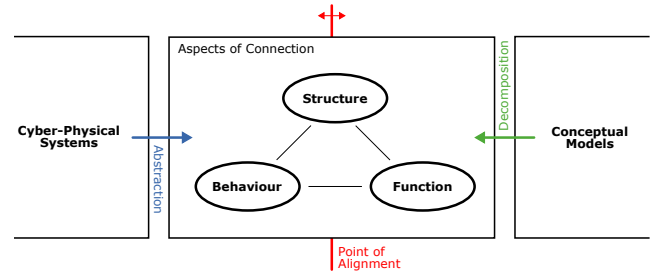 Aspects of Connection
Structure
Behaviour
Function
Cyber-Physical
Systems
Abstraction
Decomposition
Conceptual
Models
Point of
Alignment